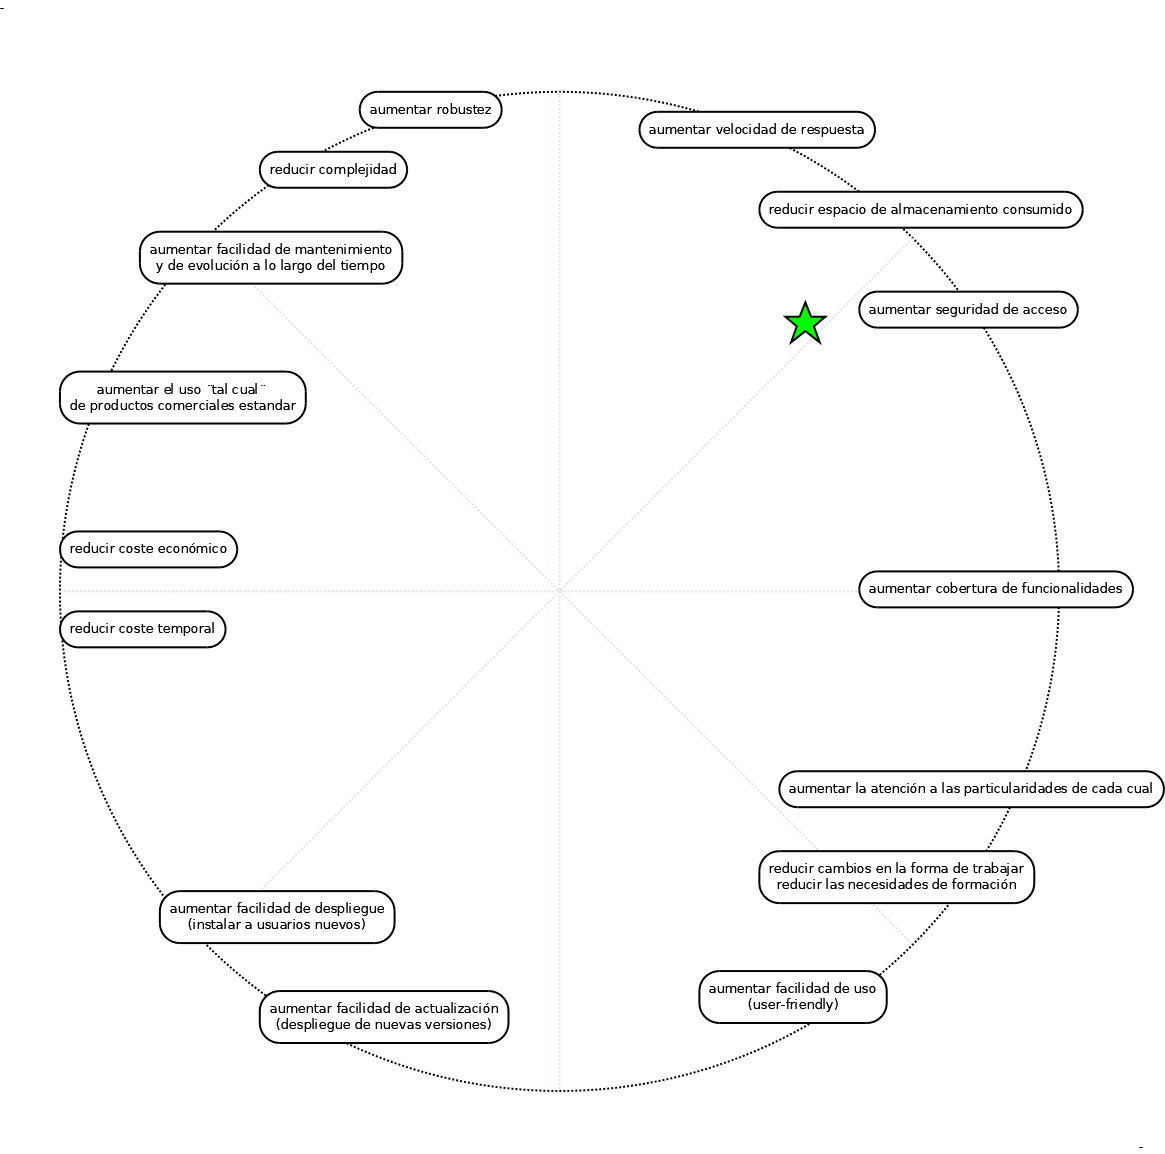 aumentar robustez
aumentar velocidad de respuesta
reducir complejidad
reducir espacio de almacenamiento consumido
aumentar facilidad de mantenimiento
y de evolución a lo largo del tiempo
aumentar seguridad de acceso
aumentar el uso ¨tal cual¨
de productos comerciales estandar
reducir coste económico
aumentar cobertura de funcionalidades
reducir coste temporal
aumentar la atención a las particularidades de cada cual
reducir cambios en la forma de trabajar
reducir las necesidades de formación
aumentar facilidad de despliegue
(instalar a usuarios nuevos)
aumentar facilidad de uso
(user-friendly)
aumentar facilidad de actualización
(despliegue de nuevas versiones)